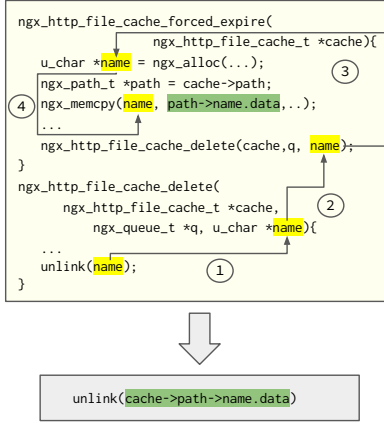 ngx_http_file_cache_forced_expire(
ngx_http_file_cache_t *cache){
u_char *name = ngx_alloc(...);
3
ngx_path_t *path = cache->path;
4
ngx_memcpy(name, path->name.data,..);
...
ngx_http_file_cache_delete(cache,q, name);
}
ngx_http_file_cache_delete(
ngx_http_file_cache_t *cache,
2
ngx_queue_t *q, u_char *name){
...
1
unlink(name);
}
unlink(cache->path->name.data)